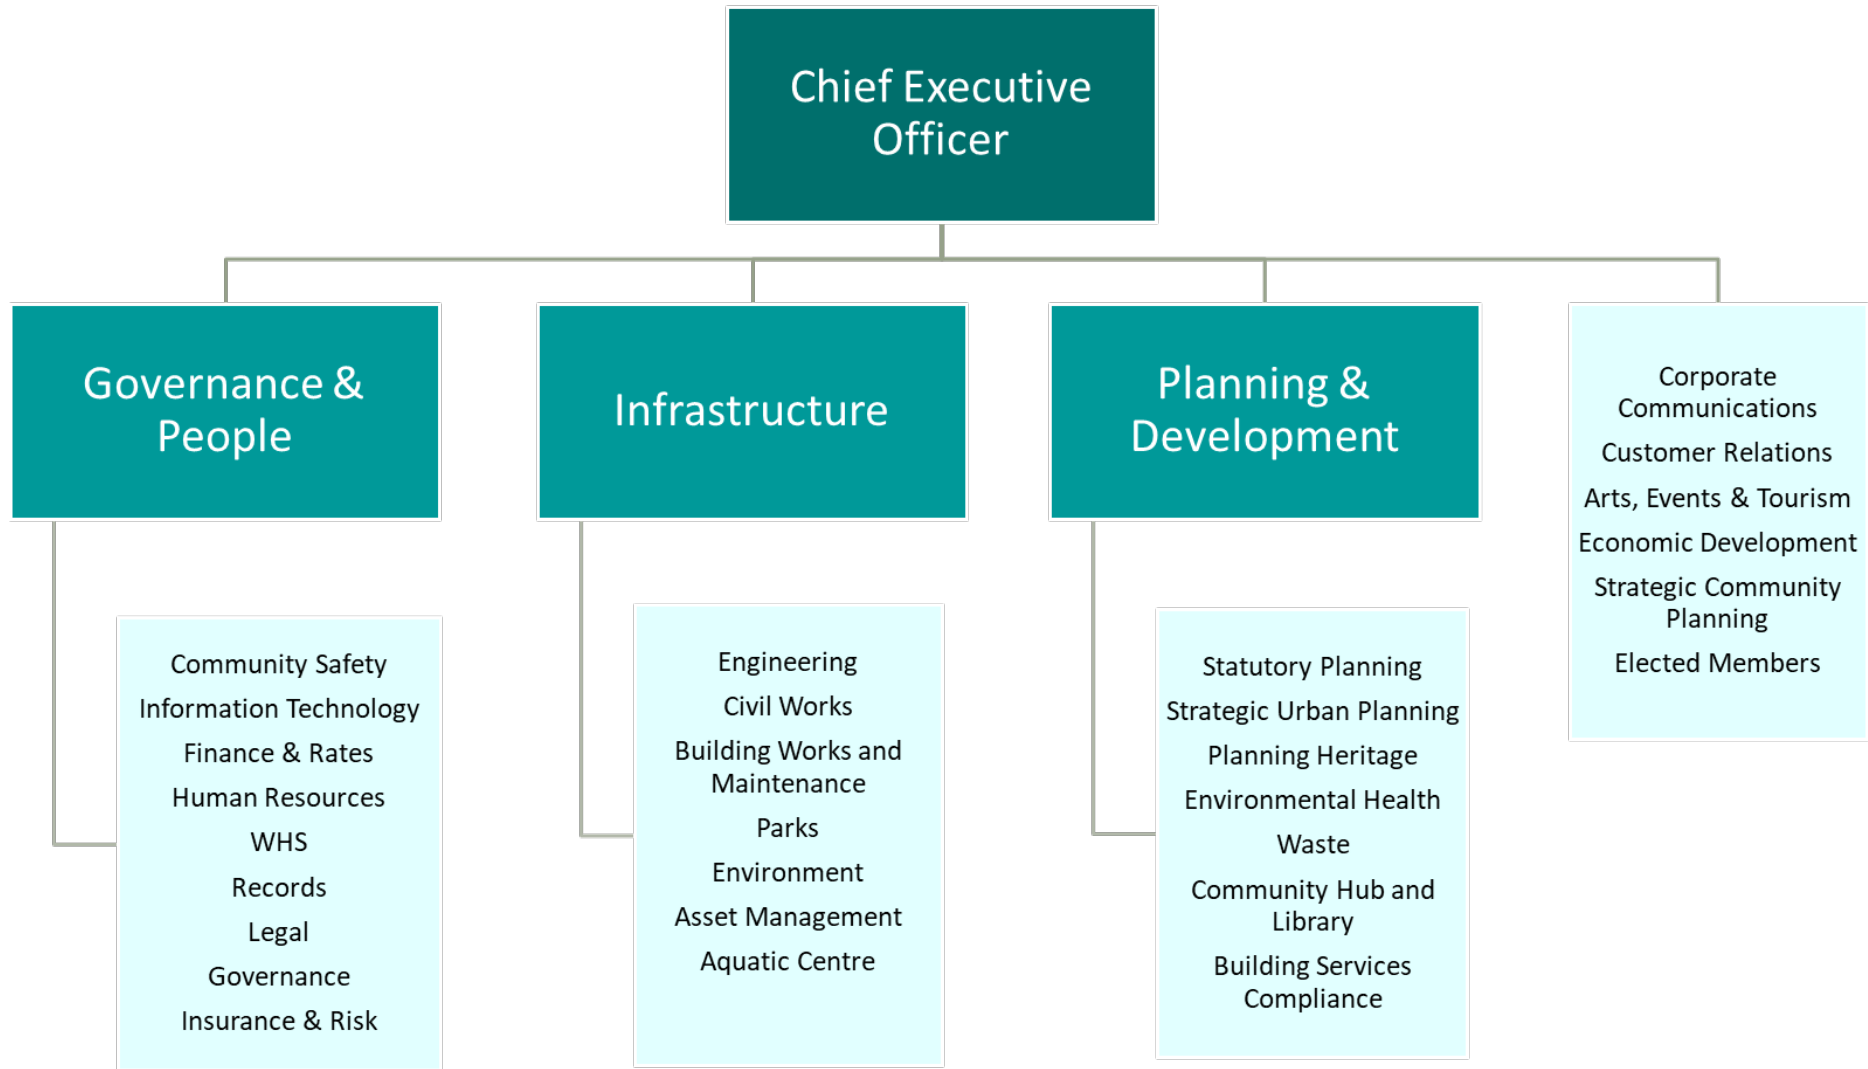 Chief Executive
Officer
Governance &
People
Infrastructure
Planning &
Development
Corporate
Communications
Customer Relations
Arts, Events & Tourism
Economic Development
Strategic Community
Planning
Elected Members
Community Safety
Information Technology
Finance & Rates
Human Resources
WHS
Records
Legal
Governance
Insurance & Risk
Engineering
Civil Works
Building Works and
Maintenance
Parks
Environment
Asset Management
Aquatic Centre
Statutory Planning
Strategic Urban Planning
Planning Heritage
Environmental Health
Waste
Community Hub and
Library
Building Services
Compliance